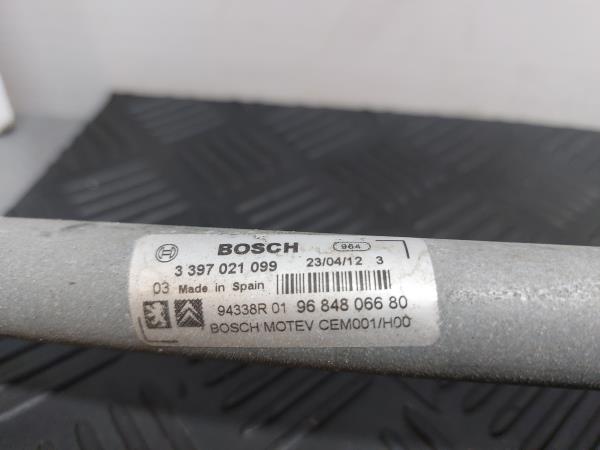 BOSCH 964
3 397 021 099 23/04/12 3
03 Made in Spain
94338R 01 96 848 066 80
BOSCH MOTEV CEM001/H00